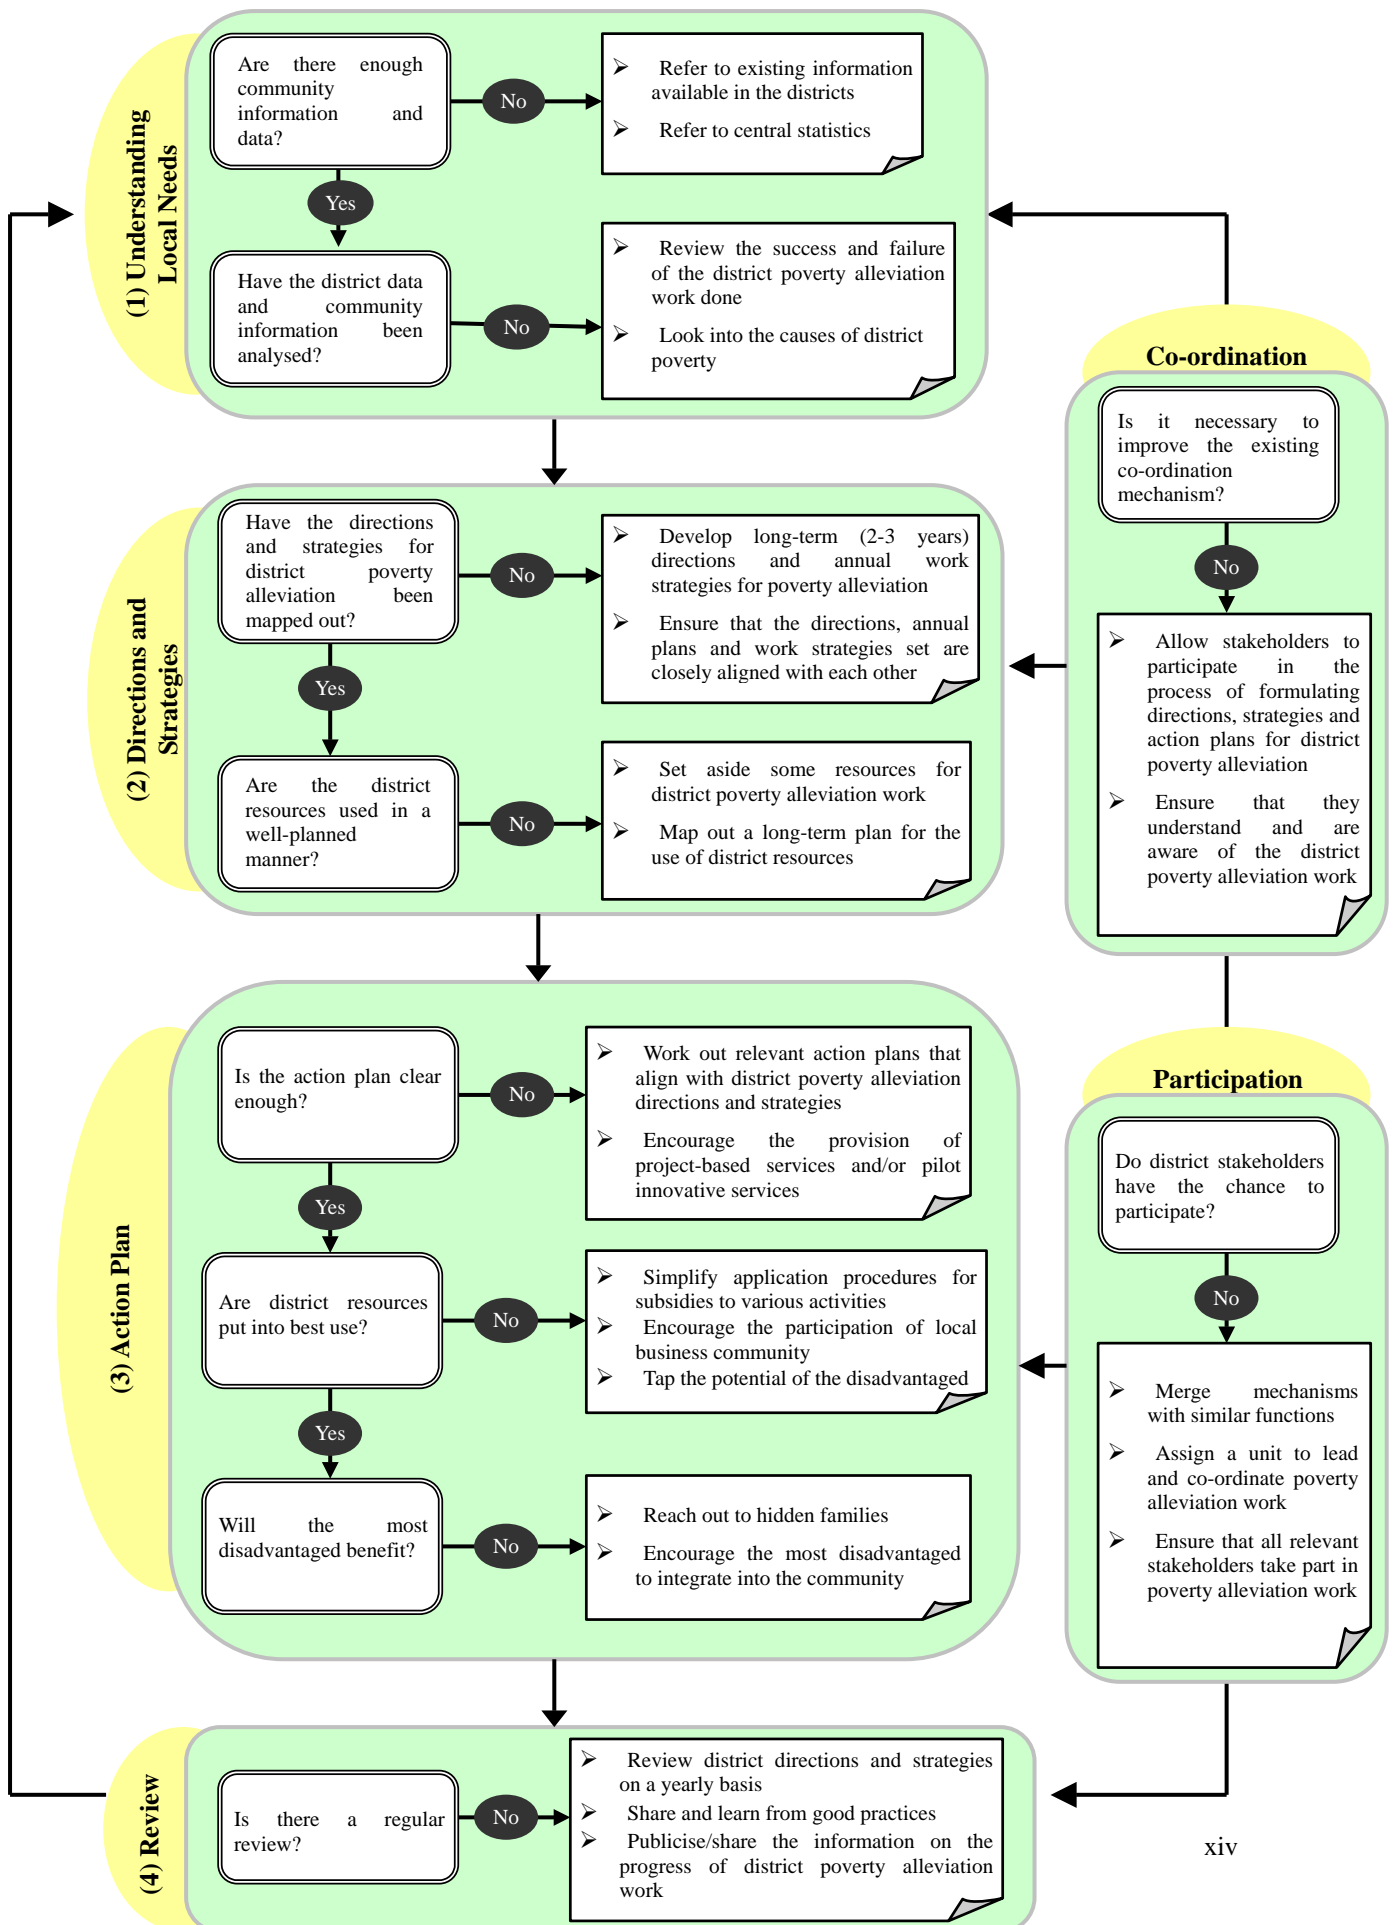 (1) Understanding
Local Needs
Are there enough
community
information and
data?
No
Refer to existing information
available in the districts
Refer to central statistics
Yes
Have the district data
and community
information been
analysed?
No
Review the success and failure
of the district poverty alleviation
work done
Look into the causes of district
poverty
(2) Directions and
Strategies
Have the directions
and strategies for
district poverty
alleviation been
mapped out?
No
Develop long-term (2-3 years)
directions and annual work
strategies for poverty alleviation
Ensure that the directions, annual
plans and work strategies set are
closely aligned with each other
Yes
Are the district
resources used in a
well-planned
manner?
No
Set aside some resources for
district poverty alleviation work
Map out a long-term plan for the
use of district resources
(3) Action Plan
Is the action plan clear
enough?
No
Work out relevant action plans that
align with district poverty alleviation
directions and strategies
Encourage the provision of
project-based services and/or pilot
innovative services
Yes
Are district resources
put into best use?
No
Simplify application procedures for
subsidies to various activities
Encourage the participation of local
business community
Tap the potential of the disadvantaged
Yes
Will the most
disadvantaged benefit?
No
Reach out to hidden families
Encourage the most disadvantaged
to integrate into the community
(4) Review
Is there a regular
review?
No
Review district directions and strategies
on a yearly basis
Share and learn from good practices
Publicise/share the information on the
progress of district poverty alleviation
work
Co-ordination
Is it necessary to
improve the existing
co-ordination
mechanism?
No
Allow stakeholders to
participate in the
process of formulating
directions, strategies and
action plans for district
poverty alleviation
Ensure that they
understand and are
aware of the district
poverty alleviation work
Participation
Do district stakeholders
have the chance to
participate?
No
Merge mechanisms
with similar functions
Assign a unit to lead
and co-ordinate poverty
alleviation work
Ensure that all relevant
stakeholders take part in
poverty alleviation work
xiv